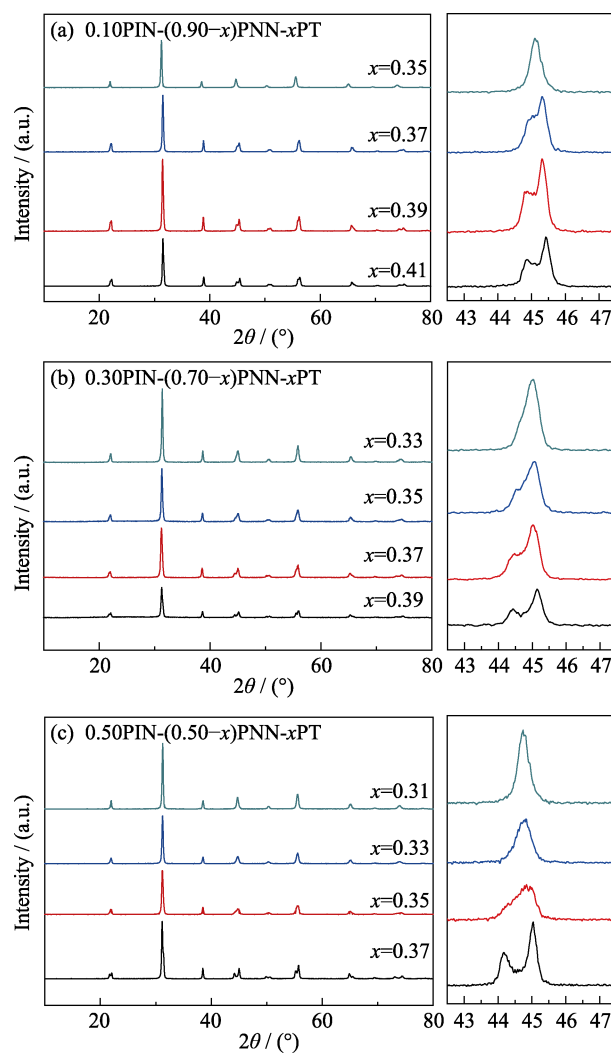 (a) 0.10PIN-(0.90−x)PNN-xPT
x=0.35
x=0.37
x=0.39
x=0.41
Intensity / (a.u.)
20 40 60 80
2θ / (°)
43 44 45 46 47
(b) 0.30PIN-(0.70−x)PNN-xPT
x=0.33
x=0.35
x=0.37
x=0.39
Intensity / (a.u.)
20 40 60 80
2θ / (°)
43 44 45 46 47
(c) 0.50PIN-(0.50−x)PNN-xPT
x=0.31
x=0.33
x=0.35
x=0.37
Intensity / (a.u.)
20 40 60 80
2θ / (°)
43 44 45 46 47